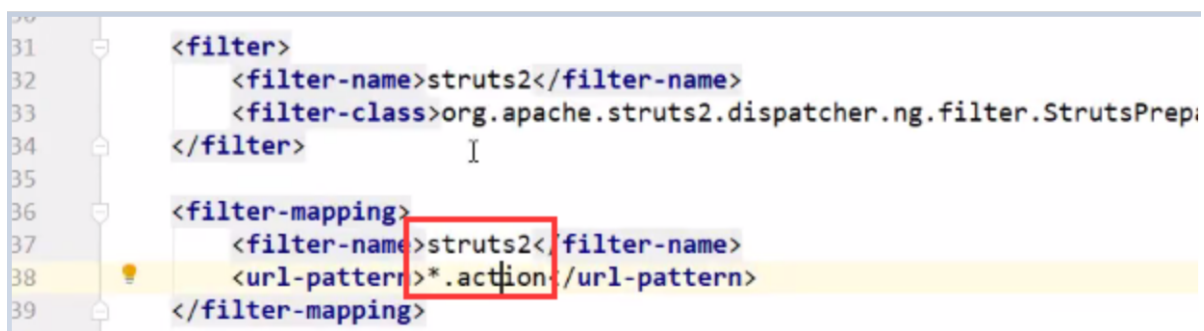 31 <filter>
32 <filter-name>struts2</filter-name>
33 <filter-class>org.apache.struts2.dispatcher.ng.filter.StrutsPrep
34 </filter>
35
36 <filter-mapping>
37 <filter-name>struts2</filter-name>
38 <url-pattern>*.action</url-pattern>
39 </filter-mapping>